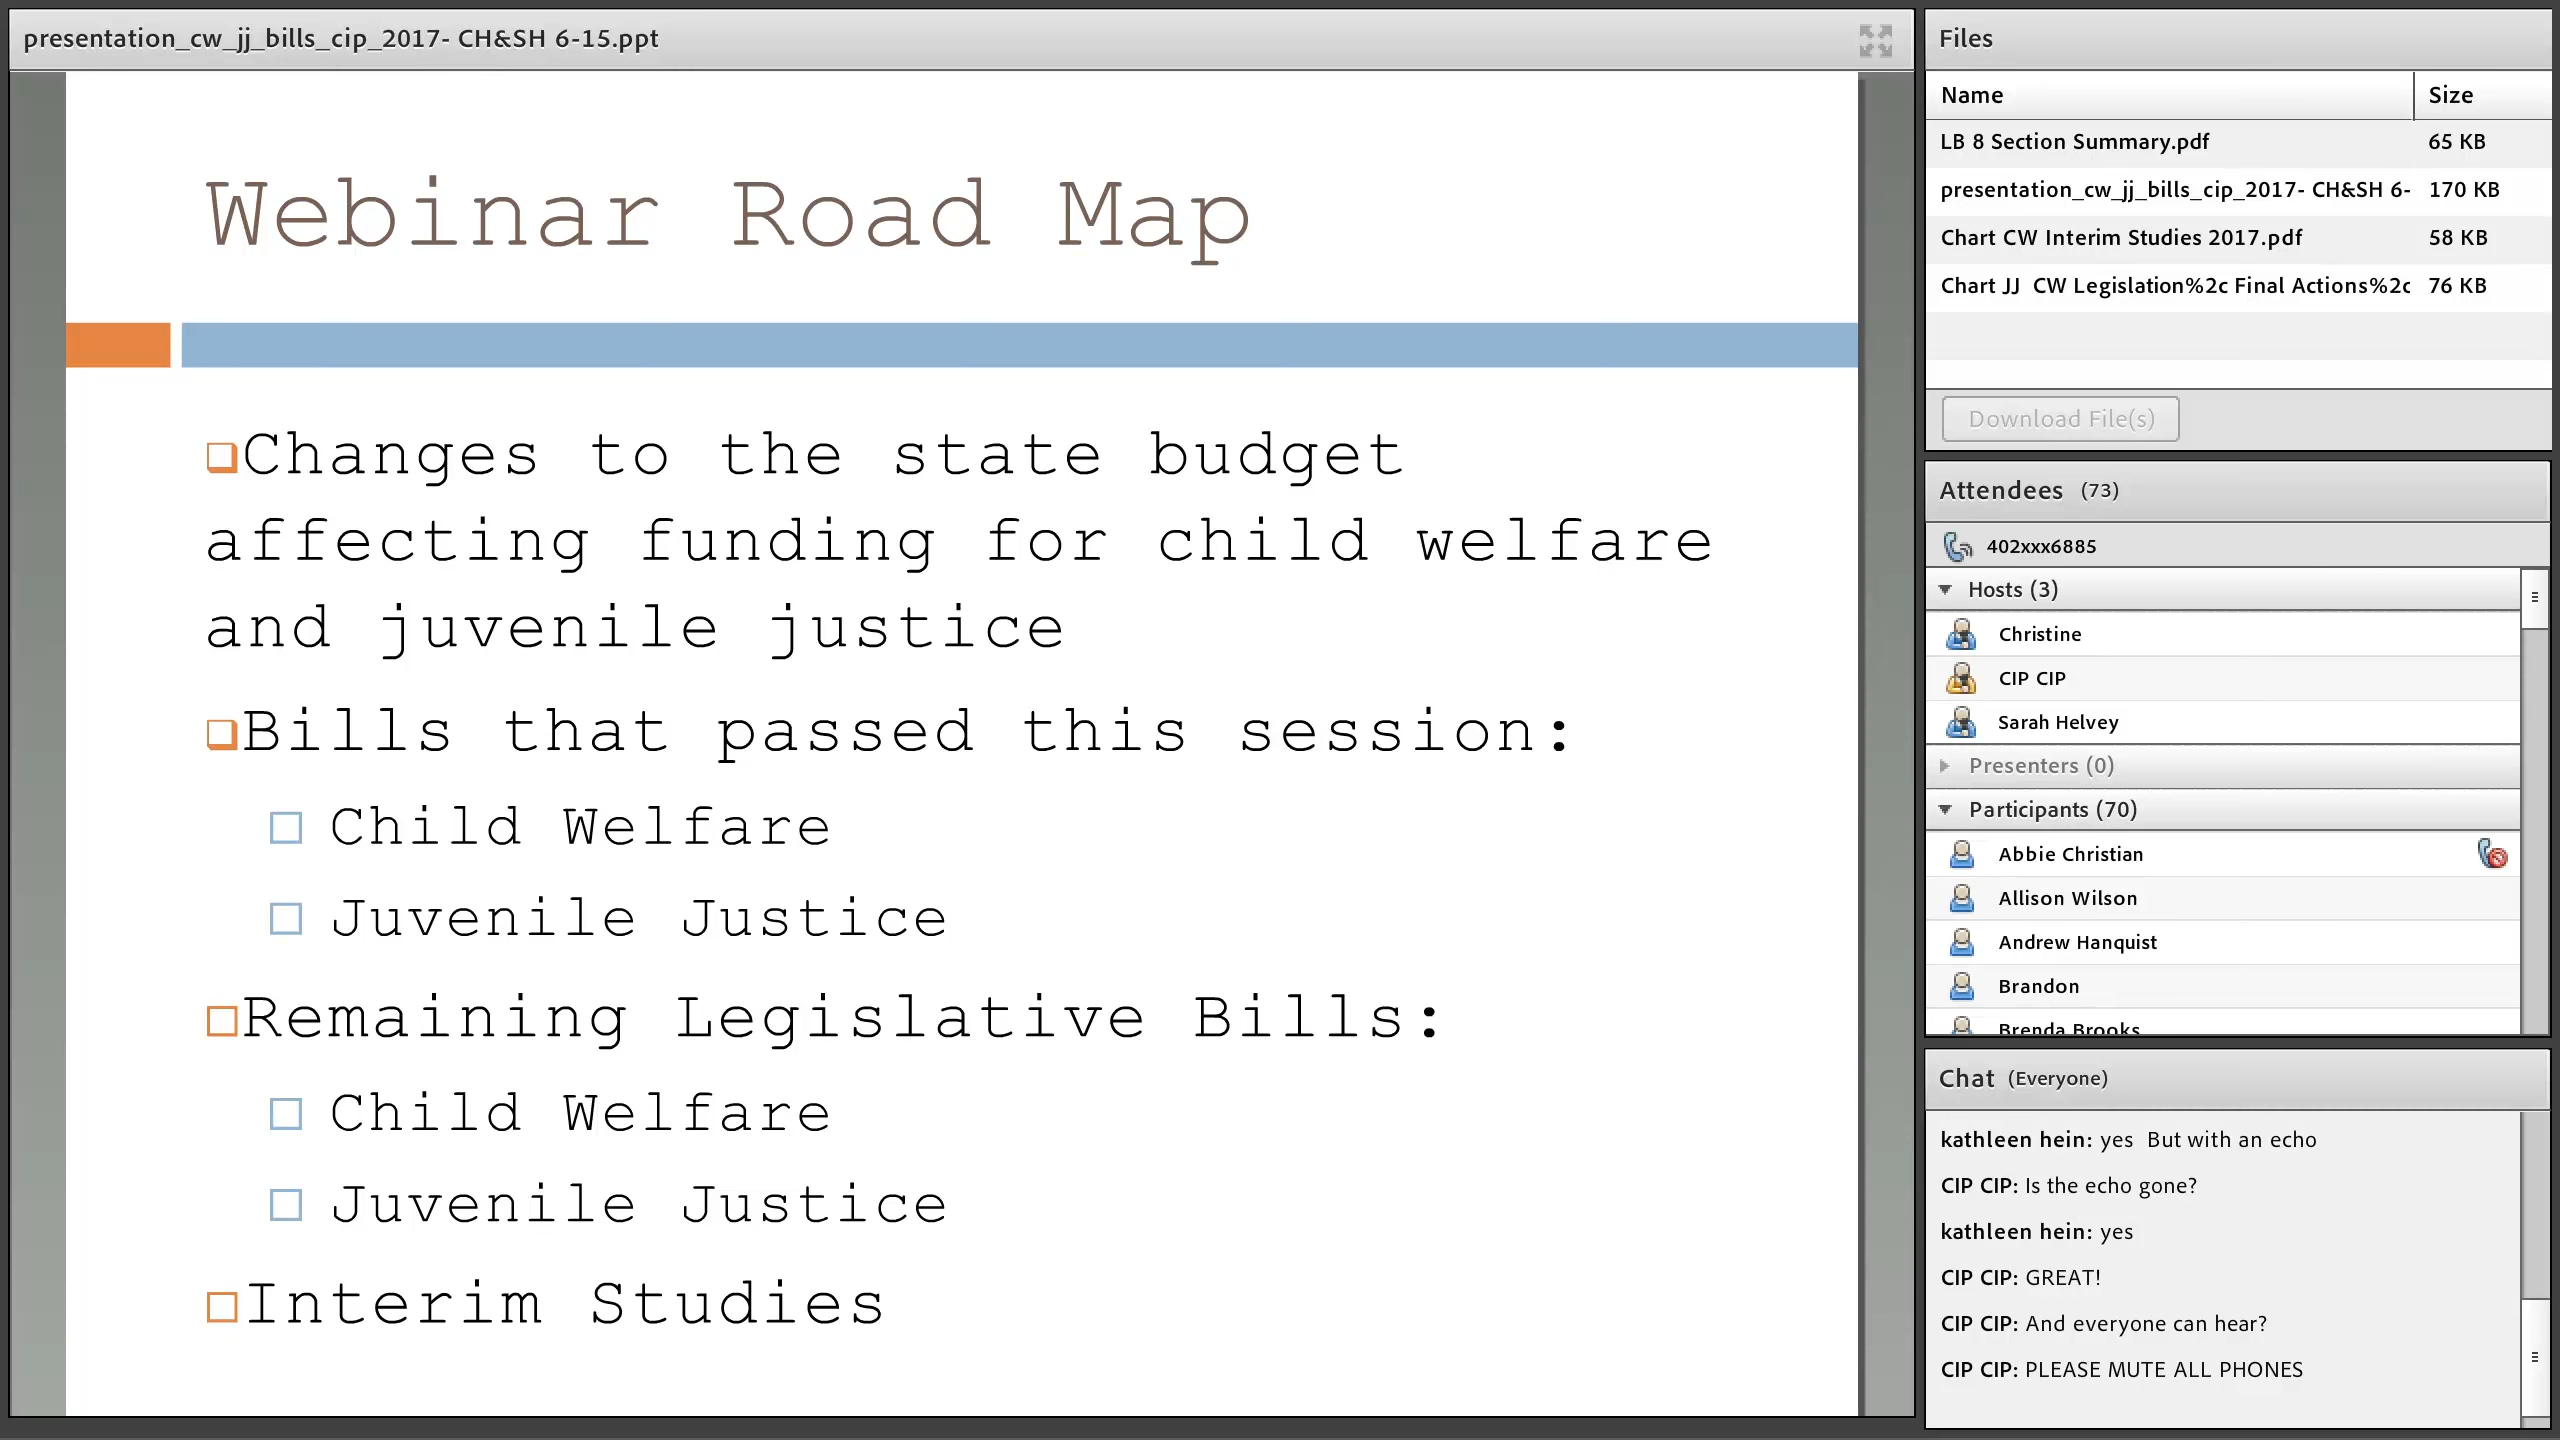 presentation_cw_jj_bills_cip_2017- CH&SH 6-15.ppt
Webinar Road Map
Changes to the state budget
affecting funding for child welfare
and juvenile justice
Bills that passed this session:
Child Welfare
Juvenile Justice
Remaining Legislative Bills:
Child Welfare
Juvenile Justice
Interim Studies
Files
Name Size
LB 8 Section Summary.pdf 65 KB
presentation_cw_jj_bills_cip_2017- CH&SH 6- 170 KB
Chart CW Interim Studies 2017.pdf 58 KB
Chart JJ  CW Legislation%2c Final Actions%2c 76 KB
Download File(s)
Attendees (73)
402xxx6885
Hosts (3)
Christine
CIP CIP
Sarah Helvey
Presenters (0)
Participants (70)
Abbie Christian
Allison Wilson
Andrew Hanquist
Brandon
Brenda Brooks
Chat (Everyone)
kathleen hein: yes  But with an echo
CIP CIP: Is the echo gone?
kathleen hein: yes
CIP CIP: GREAT!
CIP CIP: And everyone can hear?
CIP CIP: PLEASE MUTE ALL PHONES